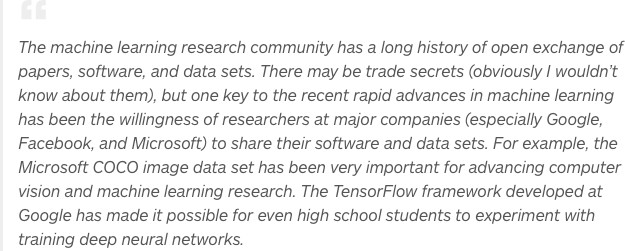 “
The machine learning research community has a long history of open exchange of
papers, software, and data sets. There may be trade secrets (obviously I wouldn't
know about them), but one key to the recent rapid advances in machine learning
has been the willingness of researchers at major companies (especially Google,
Facebook, and Microsoft) to share their software and data sets. For example, the
Microsoft COCO image data set has been very important for advancing computer
vision and machine learning research. The TensorFlow framework developed at
Google has made it possible for even high school students to experiment with
training deep neural networks.